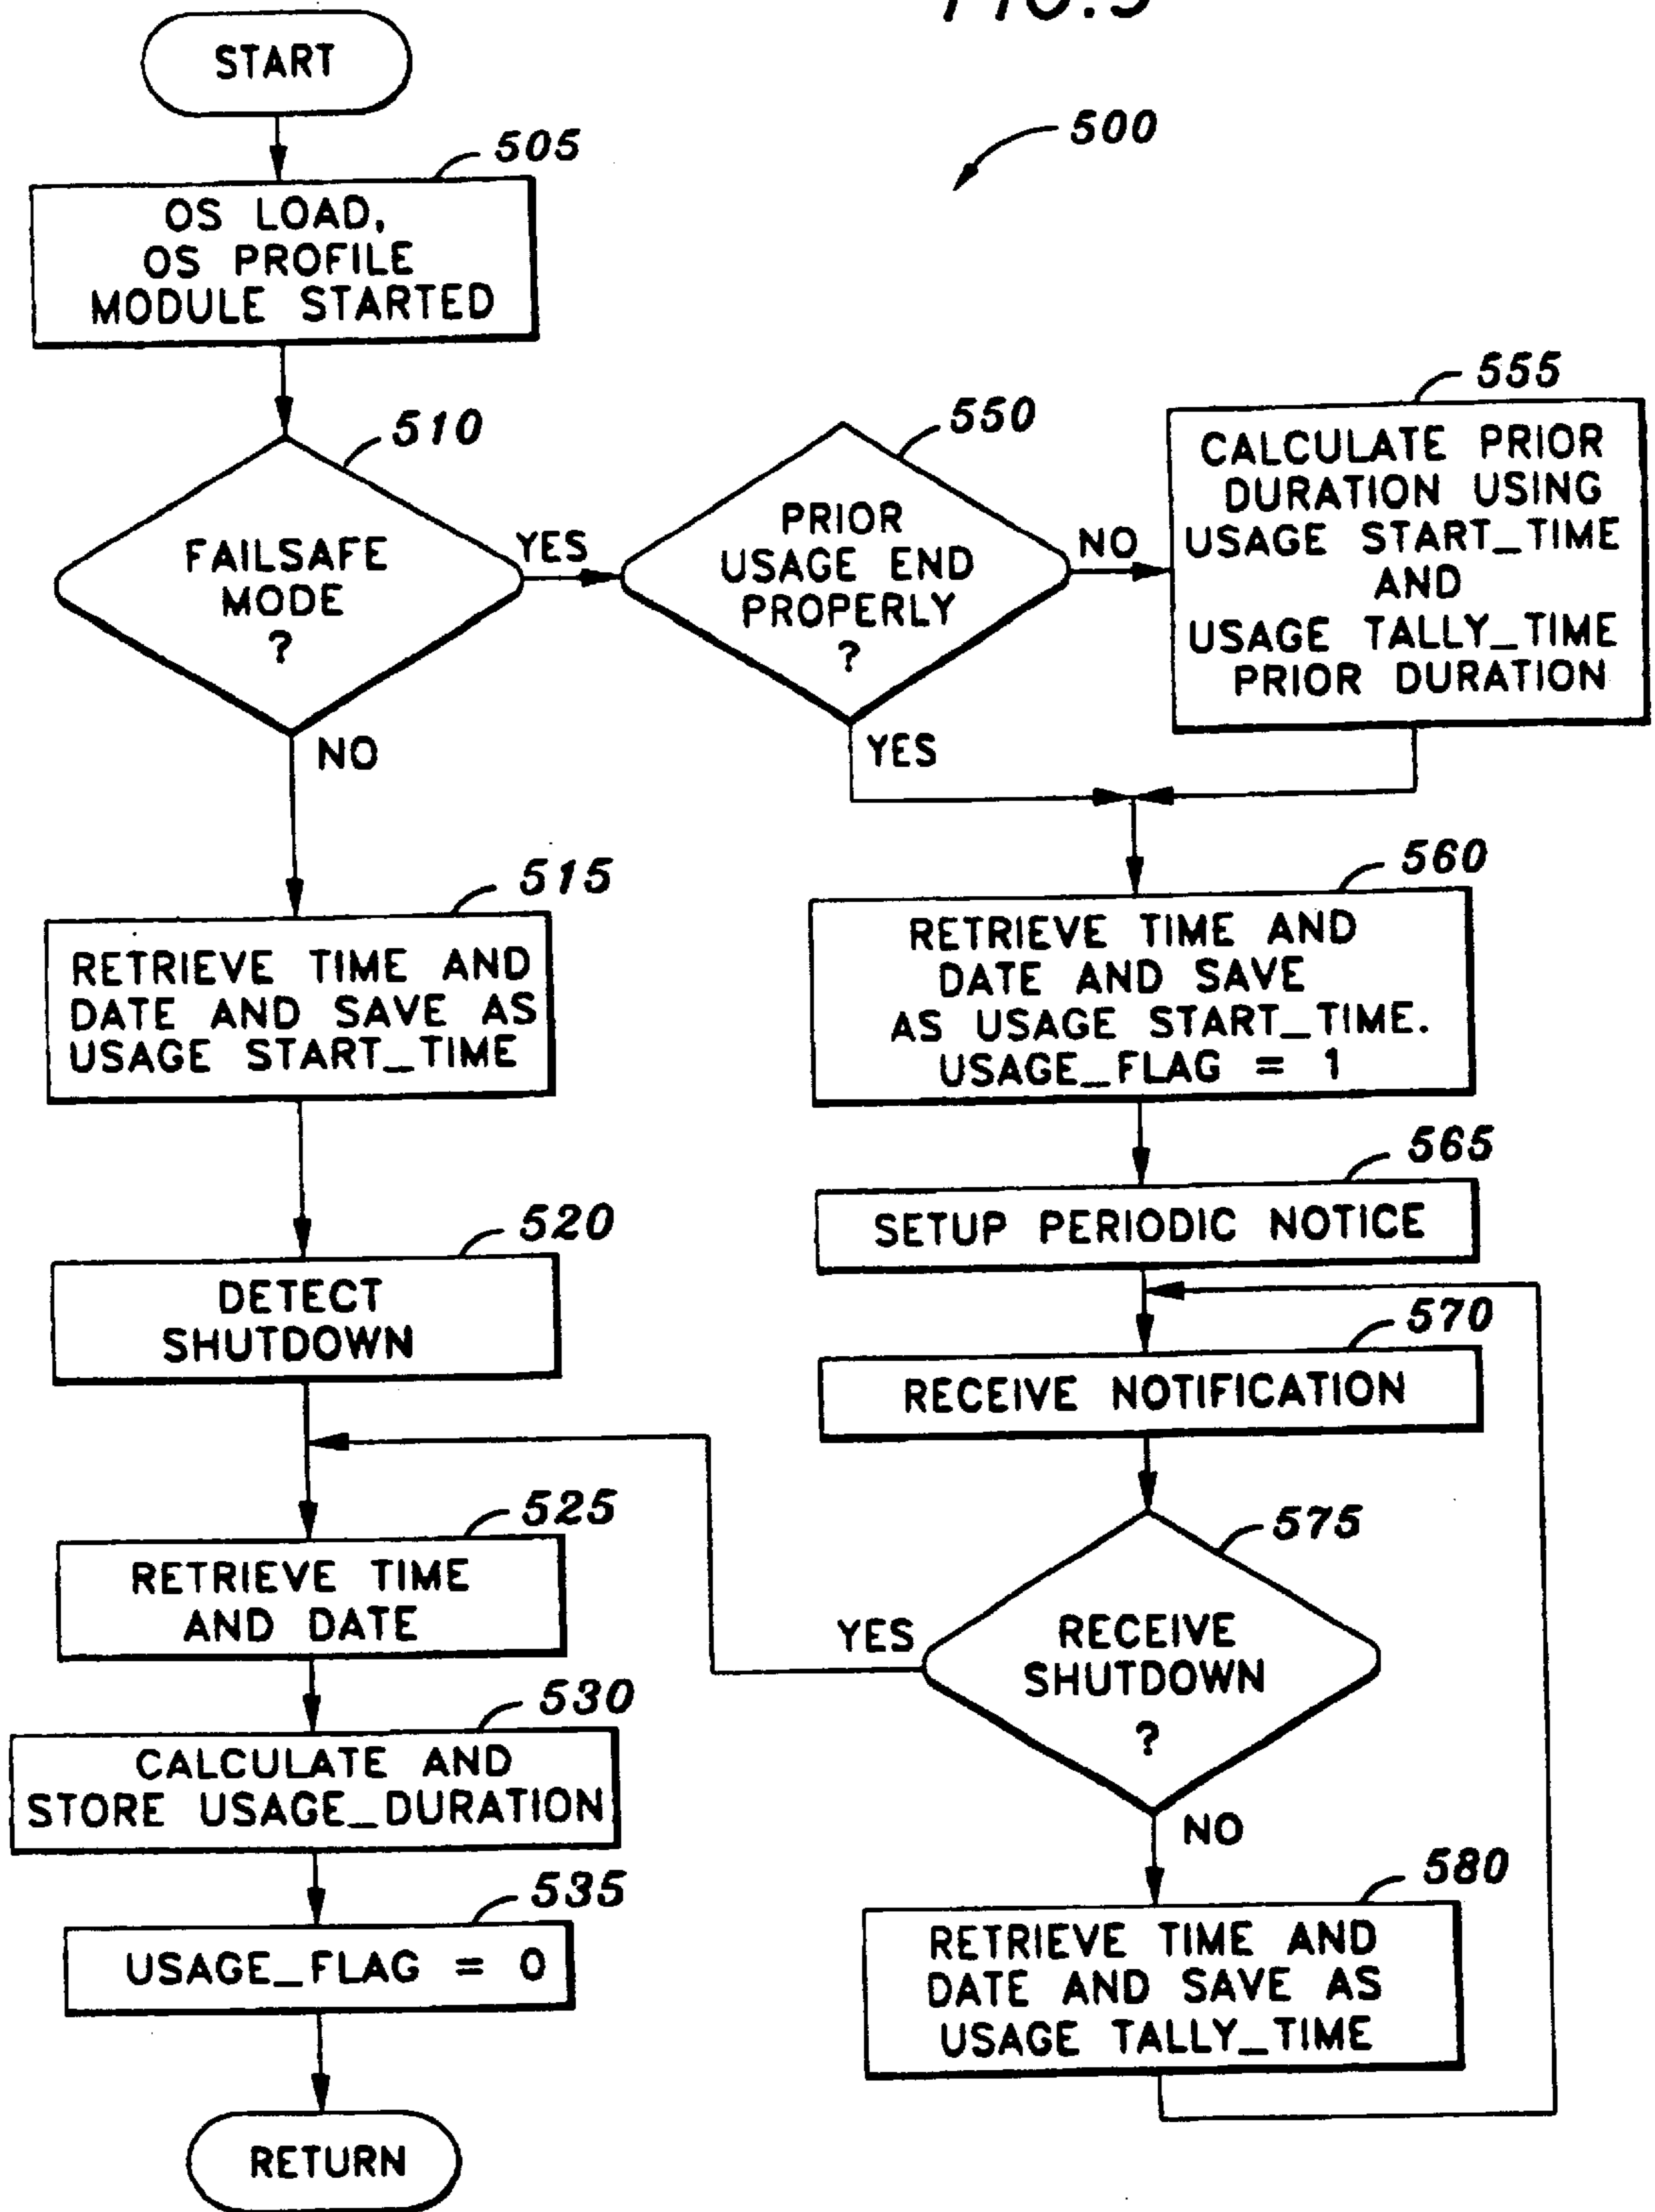 START
500
505
OS LOAD,
OS PROFILE
MODULE STARTED
510
FAILSAFE
MODE
?
YES
NO
550
PRIOR
USAGE END
PROPERLY
?
NO
YES
555
CALCULATE PRIOR
DURATION USING
USAGE START_TIME
AND
USAGE TALLY_TIME
PRIOR DURATION
515
RETRIEVE TIME AND
DATE AND SAVE AS
USAGE START_TIME
560
RETRIEVE TIME AND
DATE AND SAVE
AS USAGE START_TIME.
USAGE_FLAG = 1
565
SETUP PERIODIC NOTICE
520
DETECT
SHUTDOWN
570
RECEIVE NOTIFICATION
525
RETRIEVE TIME
AND DATE
575
RECEIVE
SHUTDOWN
?
YES
NO
530
CALCULATE AND
STORE USAGE_DURATION
535
USAGE_FLAG = 0
580
RETRIEVE TIME AND
DATE AND SAVE AS
USAGE TALLY_TIME
RETURN